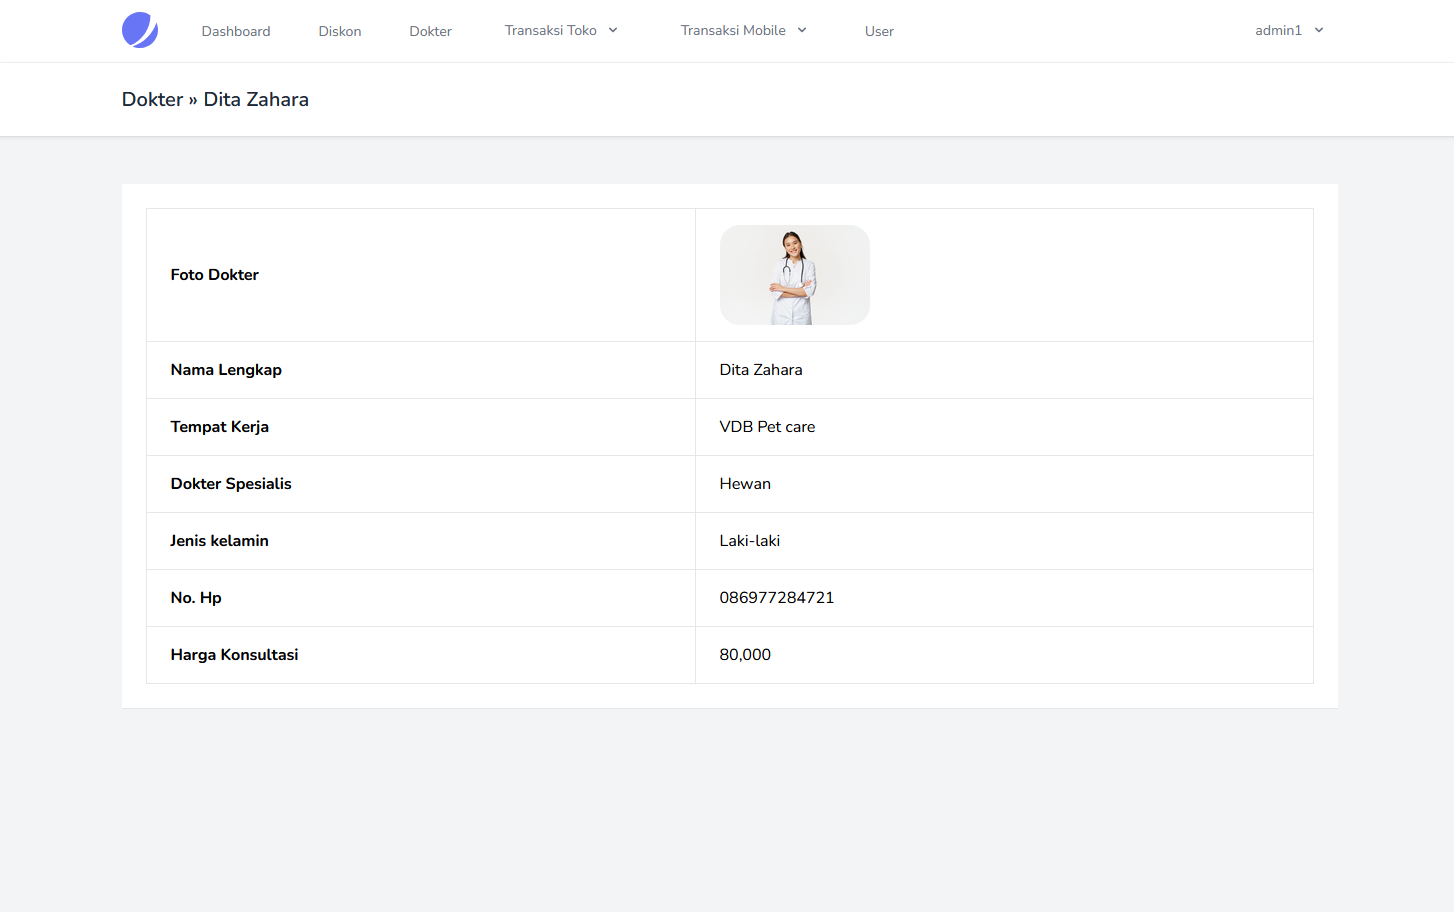 Dashboard Diskon Dokter Transaksi Toko Transaksi Mobile User admin1
Dokter » Dita Zahara
Foto Dokter
Nama Lengkap Dita Zahara
Tempat Kerja VDB Pet care
Dokter Spesialis Hewan
Jenis kelamin Laki-laki
No. Hp 086977284721
Harga Konsultasi 80,000